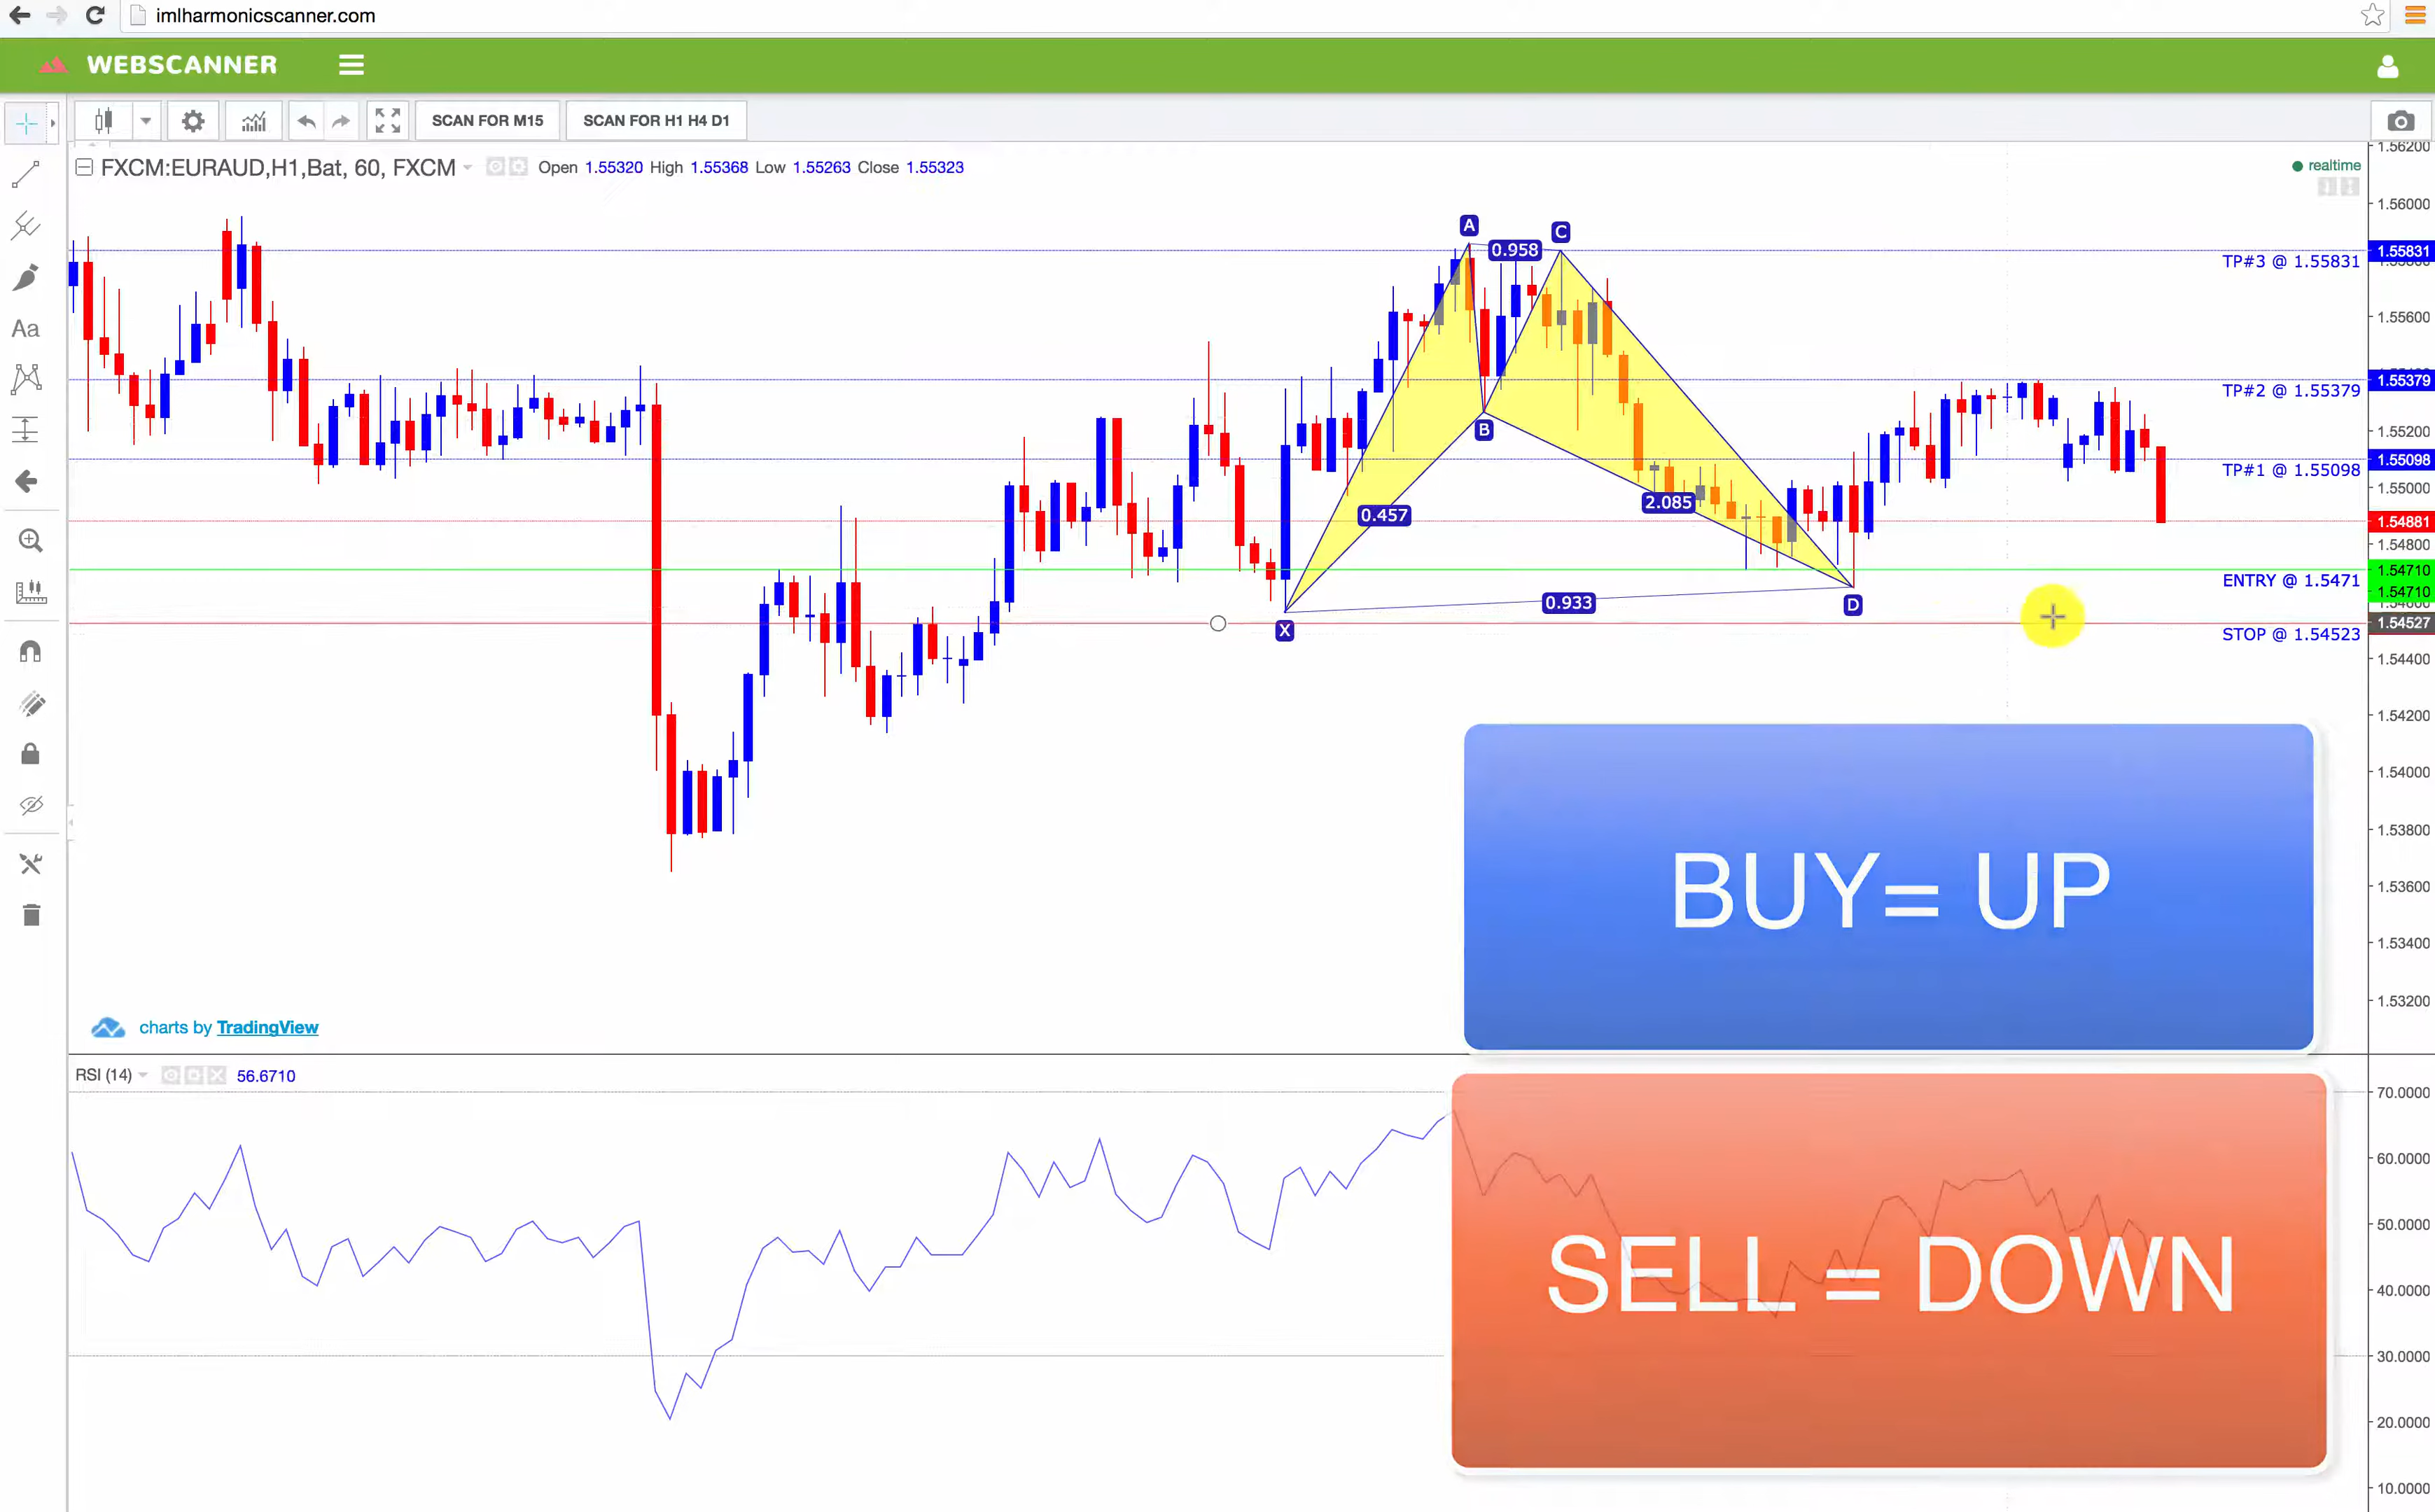 imlharmonicscanner.com
WEBSCANNER
SCAN FOR M15 SCAN FOR H1 H4 D1
FXCM:EURAUD,H1,Bat, 60, FXCM Open 1.55320 High 1.55368 Low 1.55263 Close 1.55323
realtime
Aa
1.56200
1.56000
A
C
0.958
1.55831
TP#3 @ 1.55831
1.55600
1.55379
TP#2 @ 1.55379
B
1.55200
1.55098
TP#1 @ 1.55098
1.55000
2.085
0.457
1.54881
1.54800
1.54710
ENTRY @ 1.5471
1.54710
0.933
D
X
1.54527
STOP @ 1.54523
1.54400
1.54200
1.54000
1.53800
1.53600
1.53400
1.53200
BUY= UP
charts by TradingView
RSI (14) 56.6710
70.0000
60.0000
50.0000
40.0000
30.0000
20.0000
10.0000
SELL = DOWN